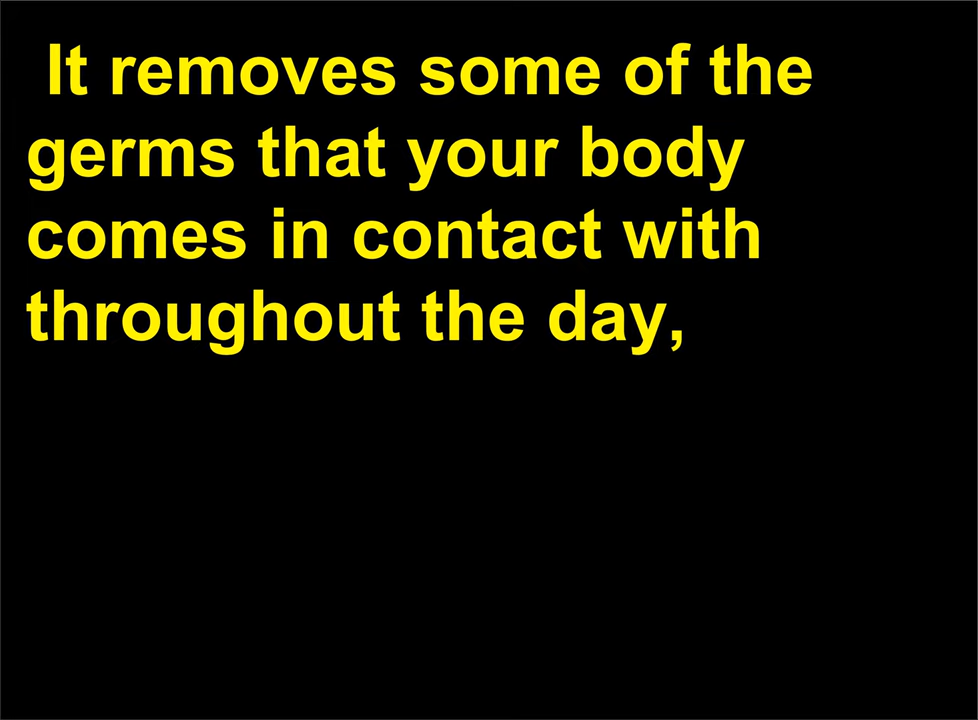 It removes some of the
germs that your body
comes in contact with
throughout the day,